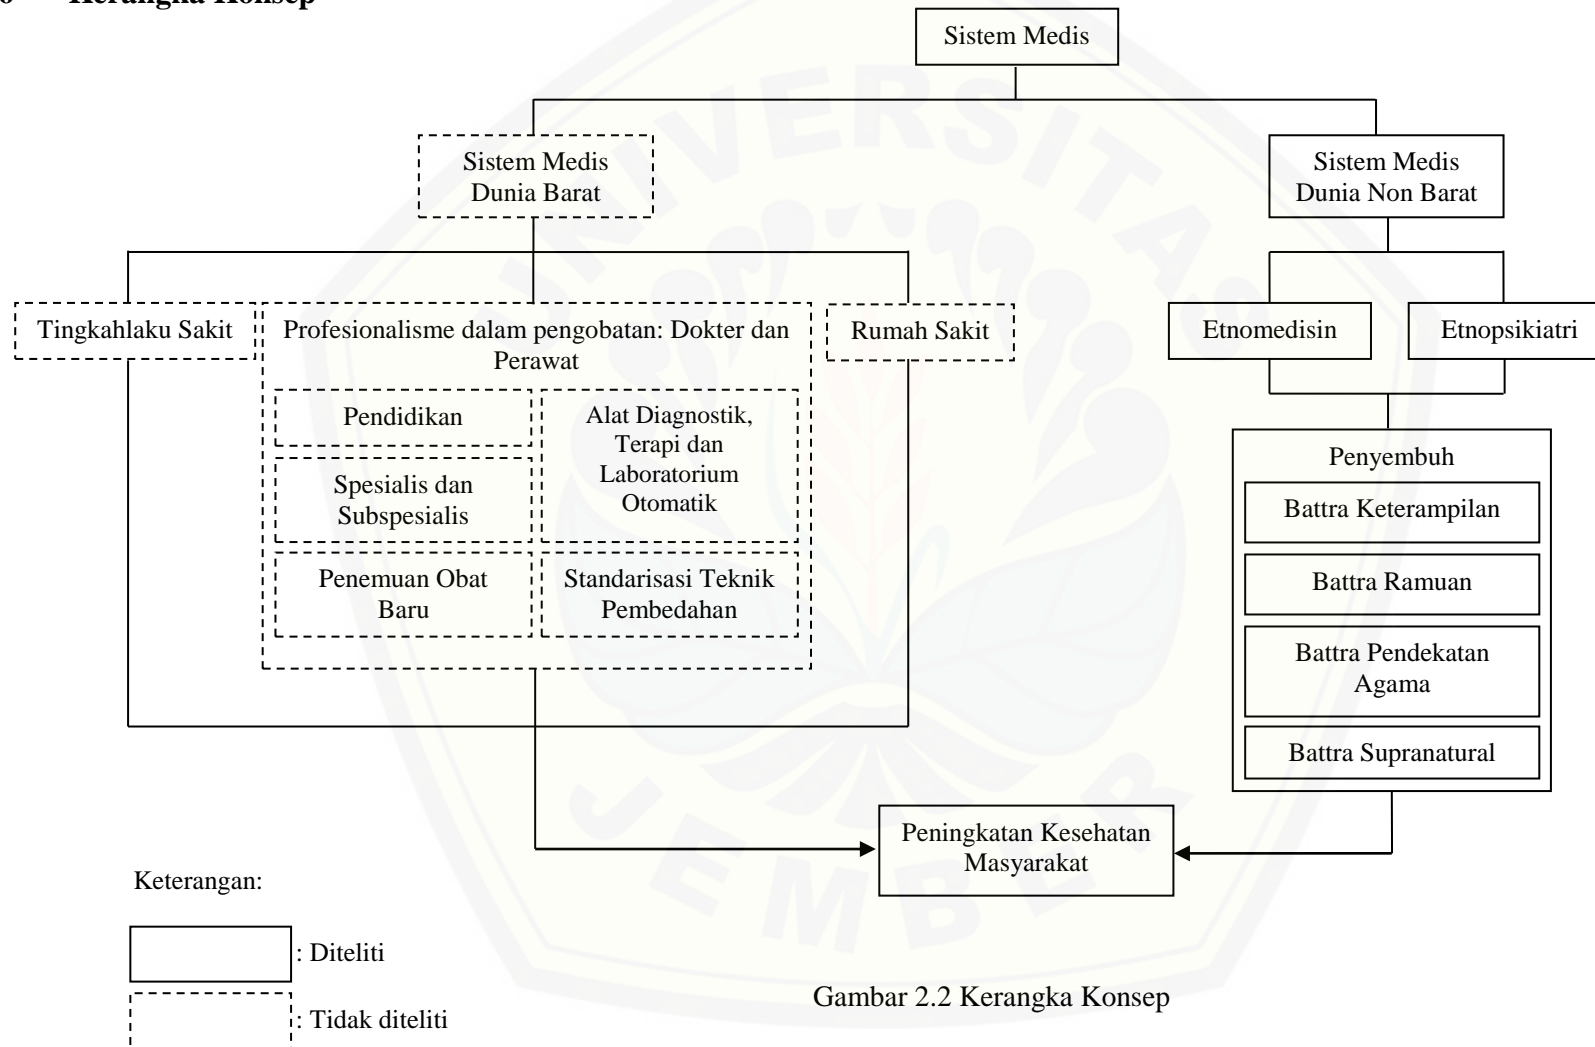 Kerangka Konsep
Sistem Medis
Sistem Medis
Dunia Barat
Sistem Medis
Dunia Non Barat
Tingkahlaku Sakit
Profesionalisme dalam pengobatan: Dokter dan
Perawat
Rumah Sakit
Etnomedisin
Etnopsikiatri
Pendidikan
Alat Diagnostik,
Terapi dan
Laboratorium
Otomatik
Spesialis dan
Subspesialis
Penemuan Obat
Baru
Standarisasi Teknik
Pembedahan
Penyembuh
Battra Keterampilan
Battra Ramuan
Battra Pendekatan
Agama
Battra Supranatural
Peningkatan Kesehatan
Masyarakat
Keterangan:
: Diteliti
: Tidak diteliti
Gambar 2.2 Kerangka Konsep
UNIVERSITAS
JEMBER